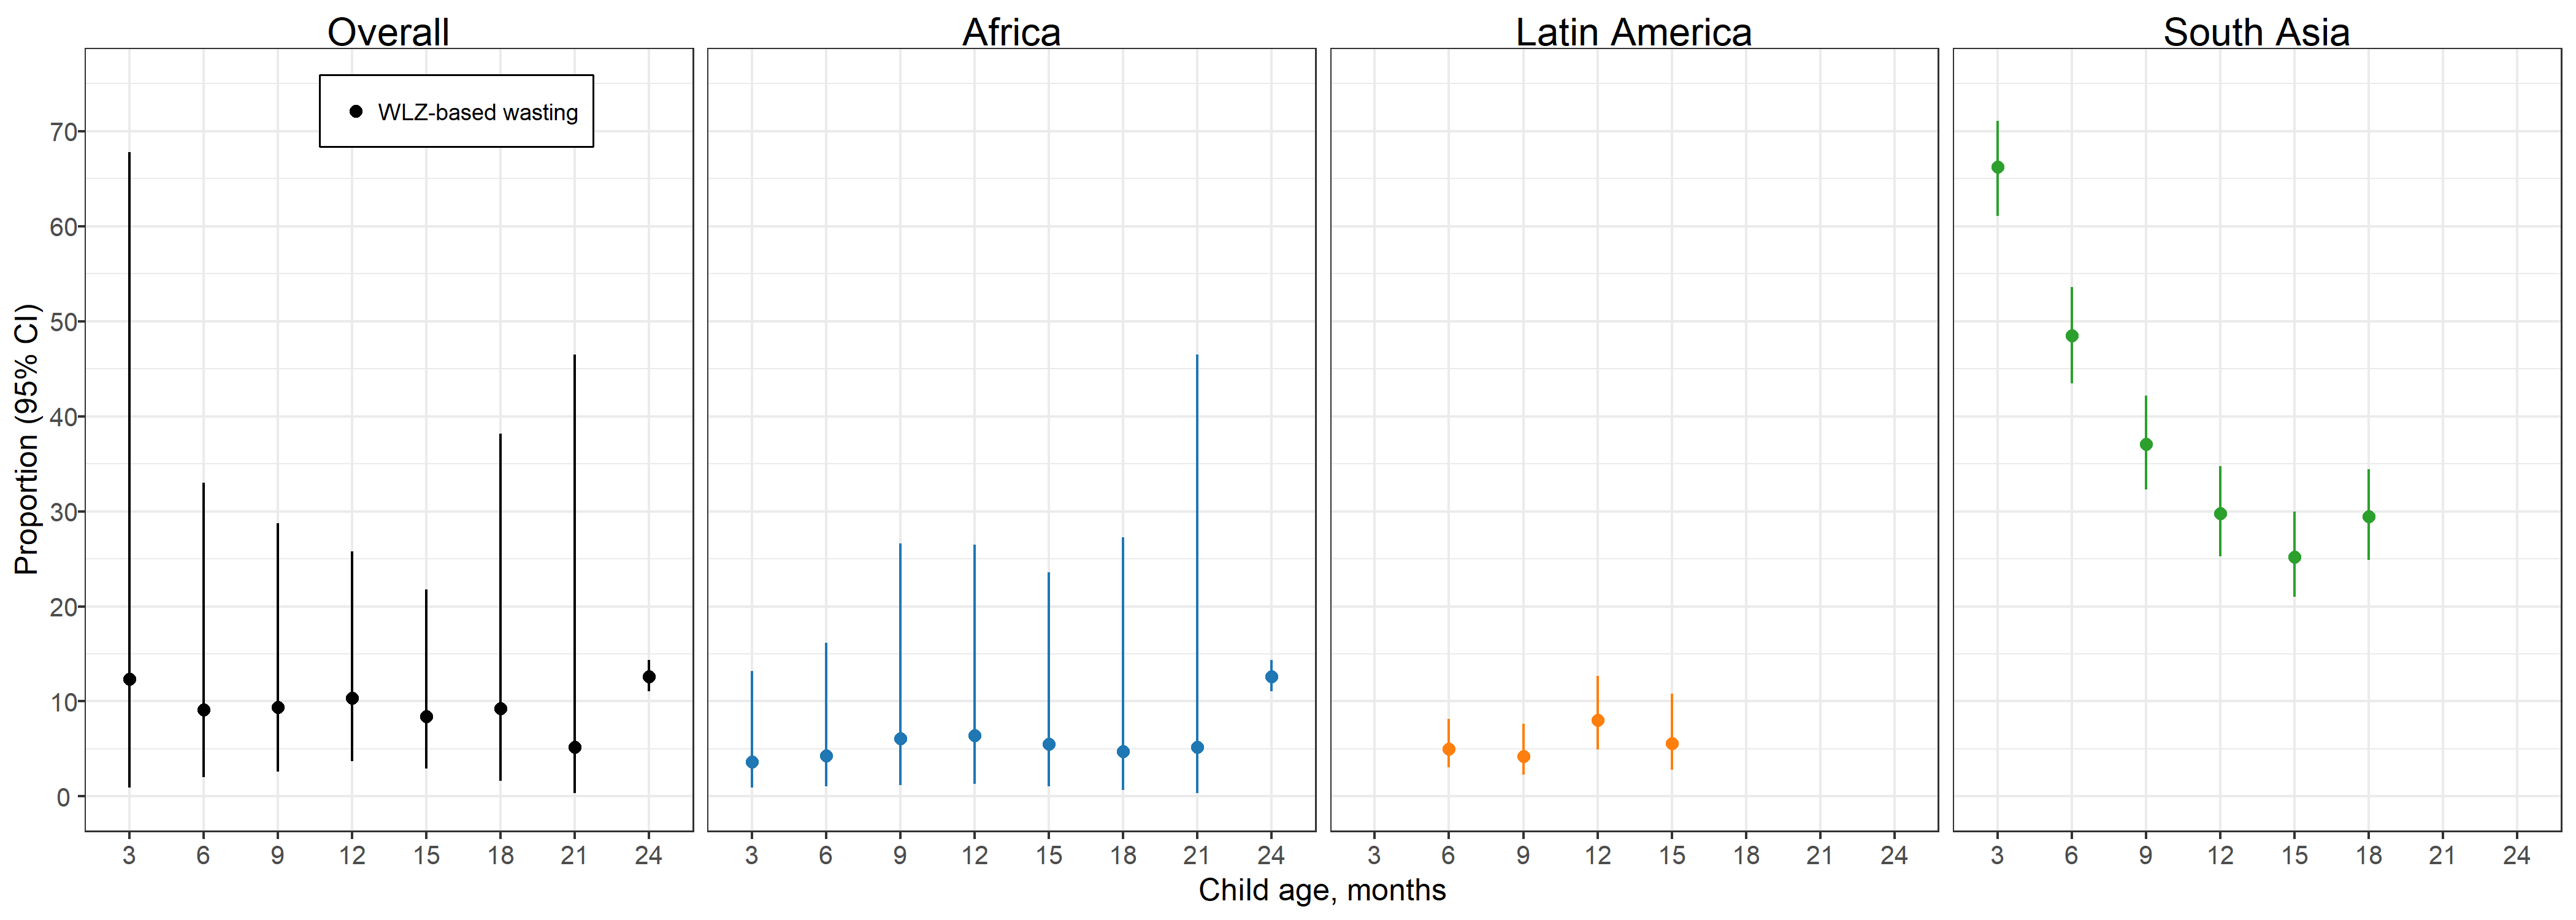 Overall Africa Latin America South Asia
WLZ-based wasting
Proportion (95% CI)
70
60
50
40
30
20
10
0
3 6 9 12 15 18 21 24 3 6 9 12 15 18 21 24 3 6 9 12 15 18 21 24 3 6 9 12 15 18 21 24
Child age, months